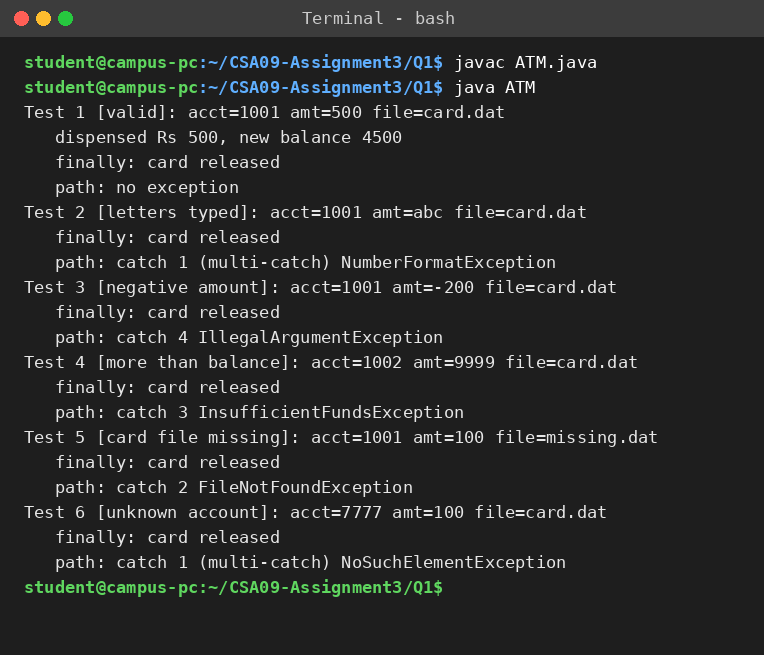 Terminal - bash
student@campus-pc:~/CSA09-Assignment3/Q1$ javac ATM.java
student@campus-pc:~/CSA09-Assignment3/Q1$ java ATM
Test 1 [valid]: acct=1001 amt=500 file=card.dat
   dispensed Rs 500, new balance 4500
   finally: card released
   path: no exception
Test 2 [letters typed]: acct=1001 amt=abc file=card.dat
   finally: card released
   path: catch 1 (multi-catch) NumberFormatException
Test 3 [negative amount]: acct=1001 amt=-200 file=card.dat
   finally: card released
   path: catch 4 IllegalArgumentException
Test 4 [more than balance]: acct=1002 amt=9999 file=card.dat
   finally: card released
   path: catch 3 InsufficientFundsException
Test 5 [card file missing]: acct=1001 amt=100 file=missing.dat
   finally: card released
   path: catch 2 FileNotFoundException
Test 6 [unknown account]: acct=7777 amt=100 file=card.dat
   finally: card released
   path: catch 1 (multi-catch) NoSuchElementException
student@campus-pc:~/CSA09-Assignment3/Q1$